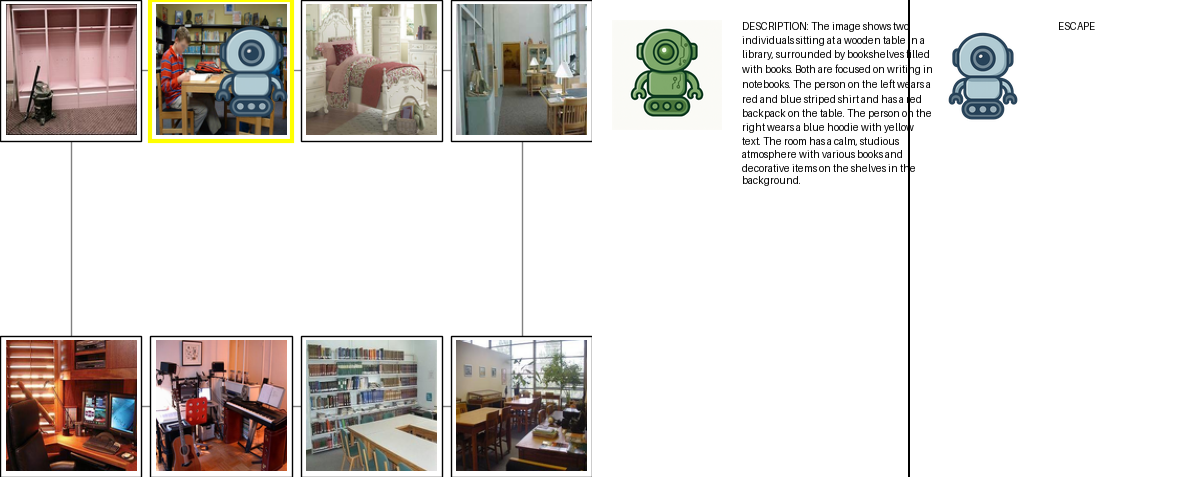 DESCRIPTION: The image shows two
individuals sitting at a wooden table in a
library, surrounded by bookshelves filled
with books. Both are focused on writing in
notebooks. The person on the left wears a
red and blue striped shirt and has a red
backpack on the table. The person on the
right wears a blue hoodie with yellow
text. The room has a calm, studious
atmosphere with various books and
decorative items on the shelves in the
background.
ESCAPE